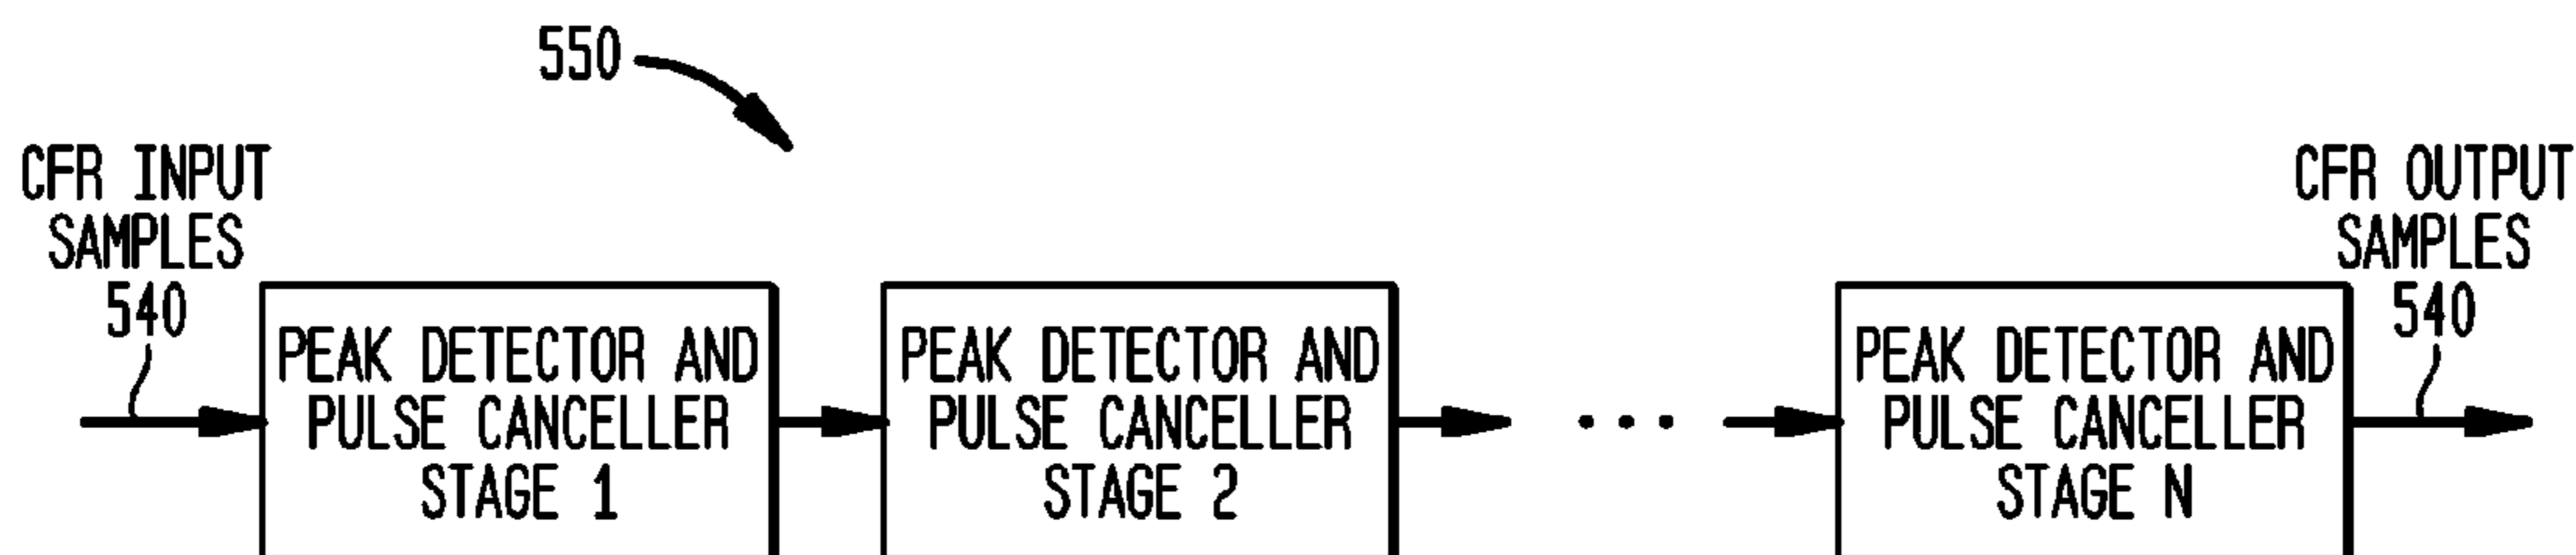 550
CFR INPUT
SAMPLES
540
PEAK DETECTOR AND
PULSE CANCELLER
STAGE 1
PEAK DETECTOR AND
PULSE CANCELLER
STAGE 2
...
PEAK DETECTOR AND
PULSE CANCELLER
STAGE N
CFR OUTPUT
SAMPLES
540